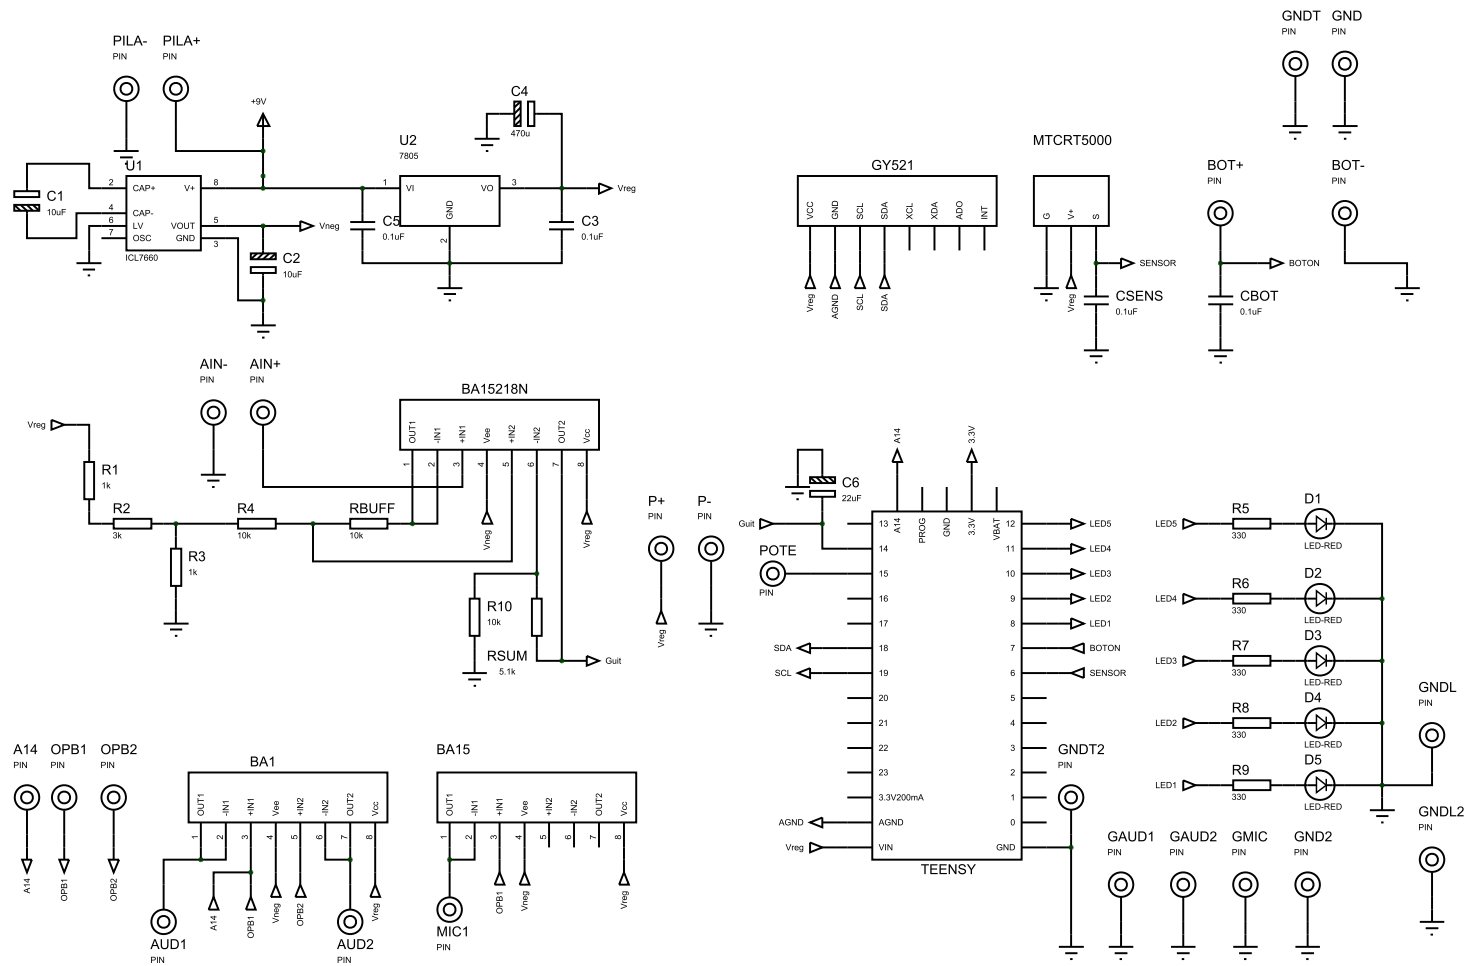 PILA-
PIN
PILA+
PIN
+9V
U1
2
CAP+
V+
8
4
CAP-
6
LV
VOUT
5
7
OSC
GND
3
ICL7660
C1
10uF
Vneg
C2
10uF
U2
7805
1
VI
VO
3
GND
2
C4
470u
C5
0.1uF
C3
0.1uF
Vreg
GY521
VCC
GND
SCL
SDA
XCL
XDA
ADO
INT
Vreg
AGND
SCL
SDA
MTCRT5000
G
V+
S
Vreg
SENSOR
CSENS
0.1uF
GNDT
PIN
GND
PIN
BOT+
PIN
BOT-
PIN
BOTON
CBOT
0.1uF
AIN-
PIN
AIN+
PIN
BA15218N
OUT1
-IN1
+IN1
Vee
+IN2
-IN2
OUT2
Vcc
1
2
3
4
5
6
7
8
Vreg
R1
1k
R2
3k
R3
1k
R4
10k
RBUFF
10k
Vneg
Vreg
R10
10k
RSUM
5.1k
Guit
P+
PIN
P-
PIN
Vreg
POTE
PIN
C6
22uF
Guit
A14
3.3V
A14
PROG
GND
3.3V
VBAT
13
14
15
16
17
18
19
20
21
22
23
3.3V200mA
AGND
VIN
12
11
10
9
8
7
6
5
4
3
2
1
0
GND
TEENSY
SDA
SCL
AGND
Vreg
LED5
LED4
LED3
LED2
LED1
BOTON
SENSOR
GNDT2
PIN
LED5
R5
330
D1
LED-RED
LED4
R6
330
D2
LED-RED
LED3
R7
330
D3
LED-RED
LED2
R8
330
D4
LED-RED
LED1
R9
330
D5
LED-RED
GNDL
PIN
GNDL2
PIN
GAUD1
PIN
GAUD2
PIN
GMIC
PIN
GND2
PIN
A14
PIN
OPB1
PIN
OPB2
PIN
A14
OPB1
OPB2
BA1
OUT1
-IN1
+IN1
Vee
+IN2
-IN2
OUT2
Vcc
1
2
3
4
5
6
7
8
A14
OPB1
Vneg
OPB2
Vreg
AUD1
PIN
AUD2
PIN
BA15
OUT1
-IN1
+IN1
Vee
+IN2
-IN2
OUT2
Vcc
1
2
3
4
5
6
7
8
OPB1
Vneg
Vreg
MIC1
PIN